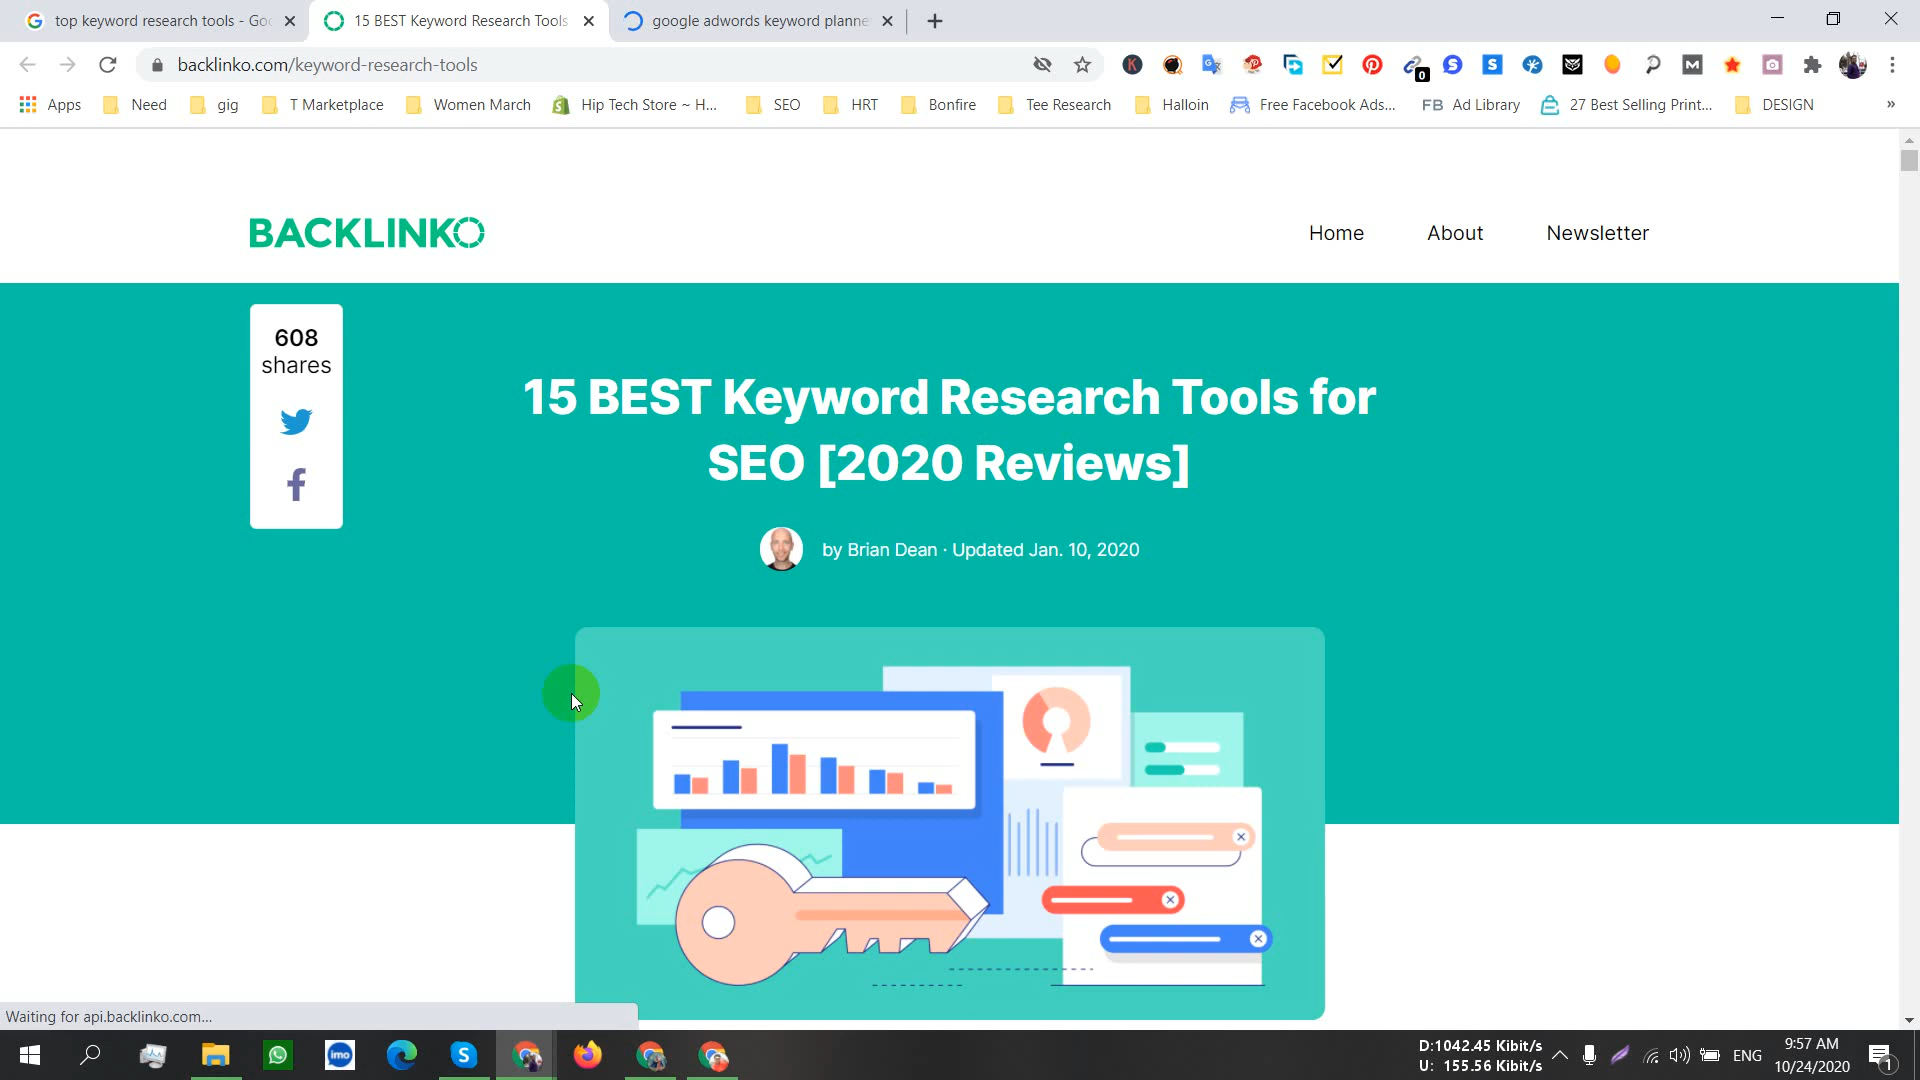 top keyword research tools - Goo
15 BEST Keyword Research Tools
google adwords keyword planne
backlinko.com/keyword-research-tools
0
Apps
Need
gig
T Marketplace
Women March
Hip Tech Store ~ H...
SEO
HRT
Bonfire
Tee Research
Halloin
Free Facebook Ads...
FB Ad Library
27 Best Selling Print...
DESIGN
»
BACKLINKO
Home
About
Newsletter
608
shares
15 BEST Keyword Research Tools for
SEO [2020 Reviews]
by Brian Dean · Updated Jan. 10, 2020
Waiting for api.backlinko.com...
imo
D:1042.45 Kibit/s
U: 155.56 Kibit/s
ENG
9:57 AM
10/24/2020
1